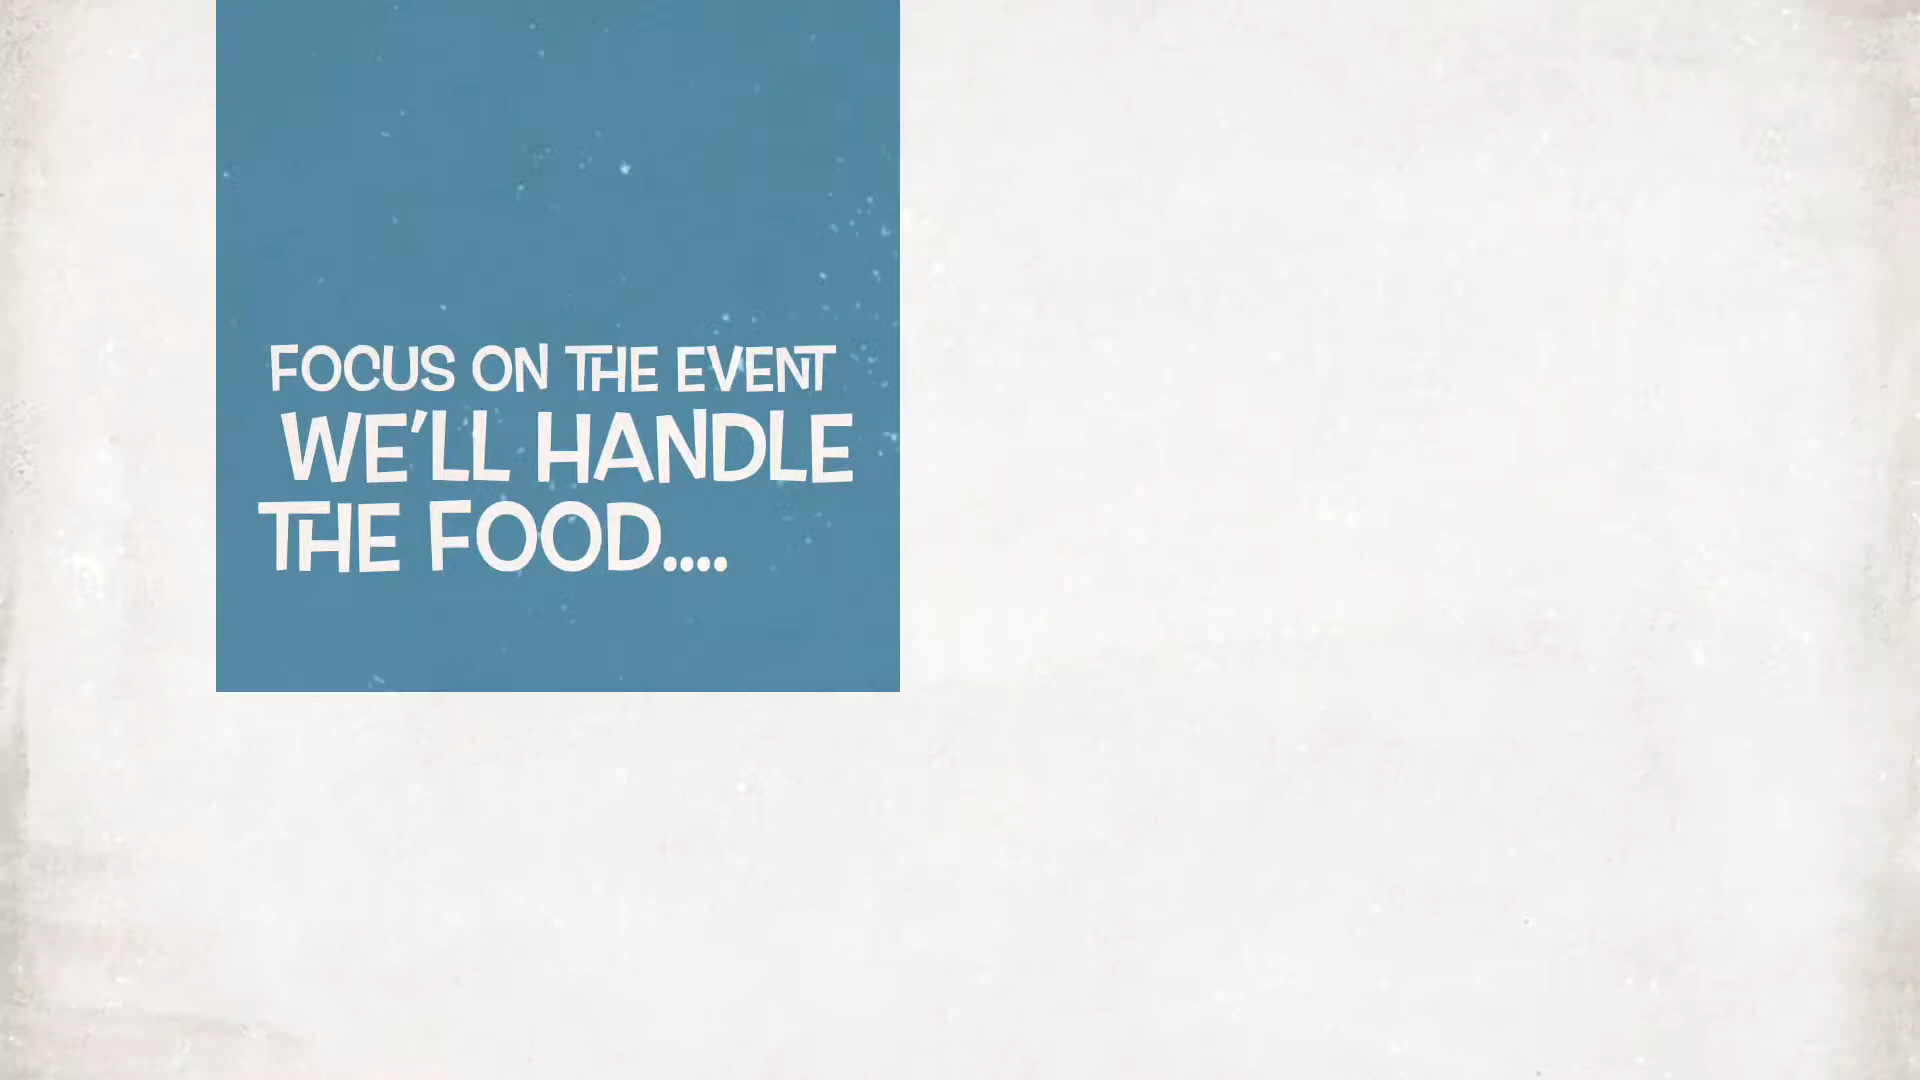 FOCUS ON THE EVENT
WE’LL HANDLE
THE FOOD....